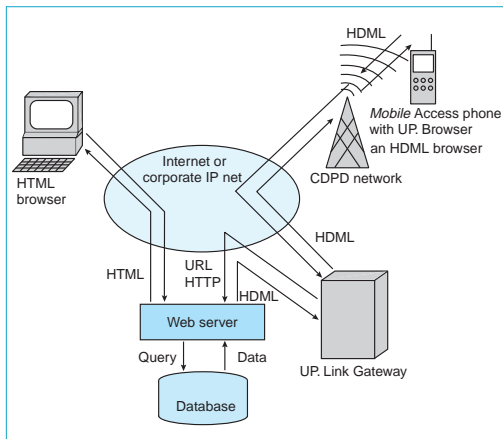 HDML
Mobile Access phone
with UP. Browser
an HDML browser
CDPD network
HTML
browser
Internet or
corporate IP net
HDML
HTML
URL
HTTP
HDML
Web server
Query
Data
UP. Link Gateway
Database